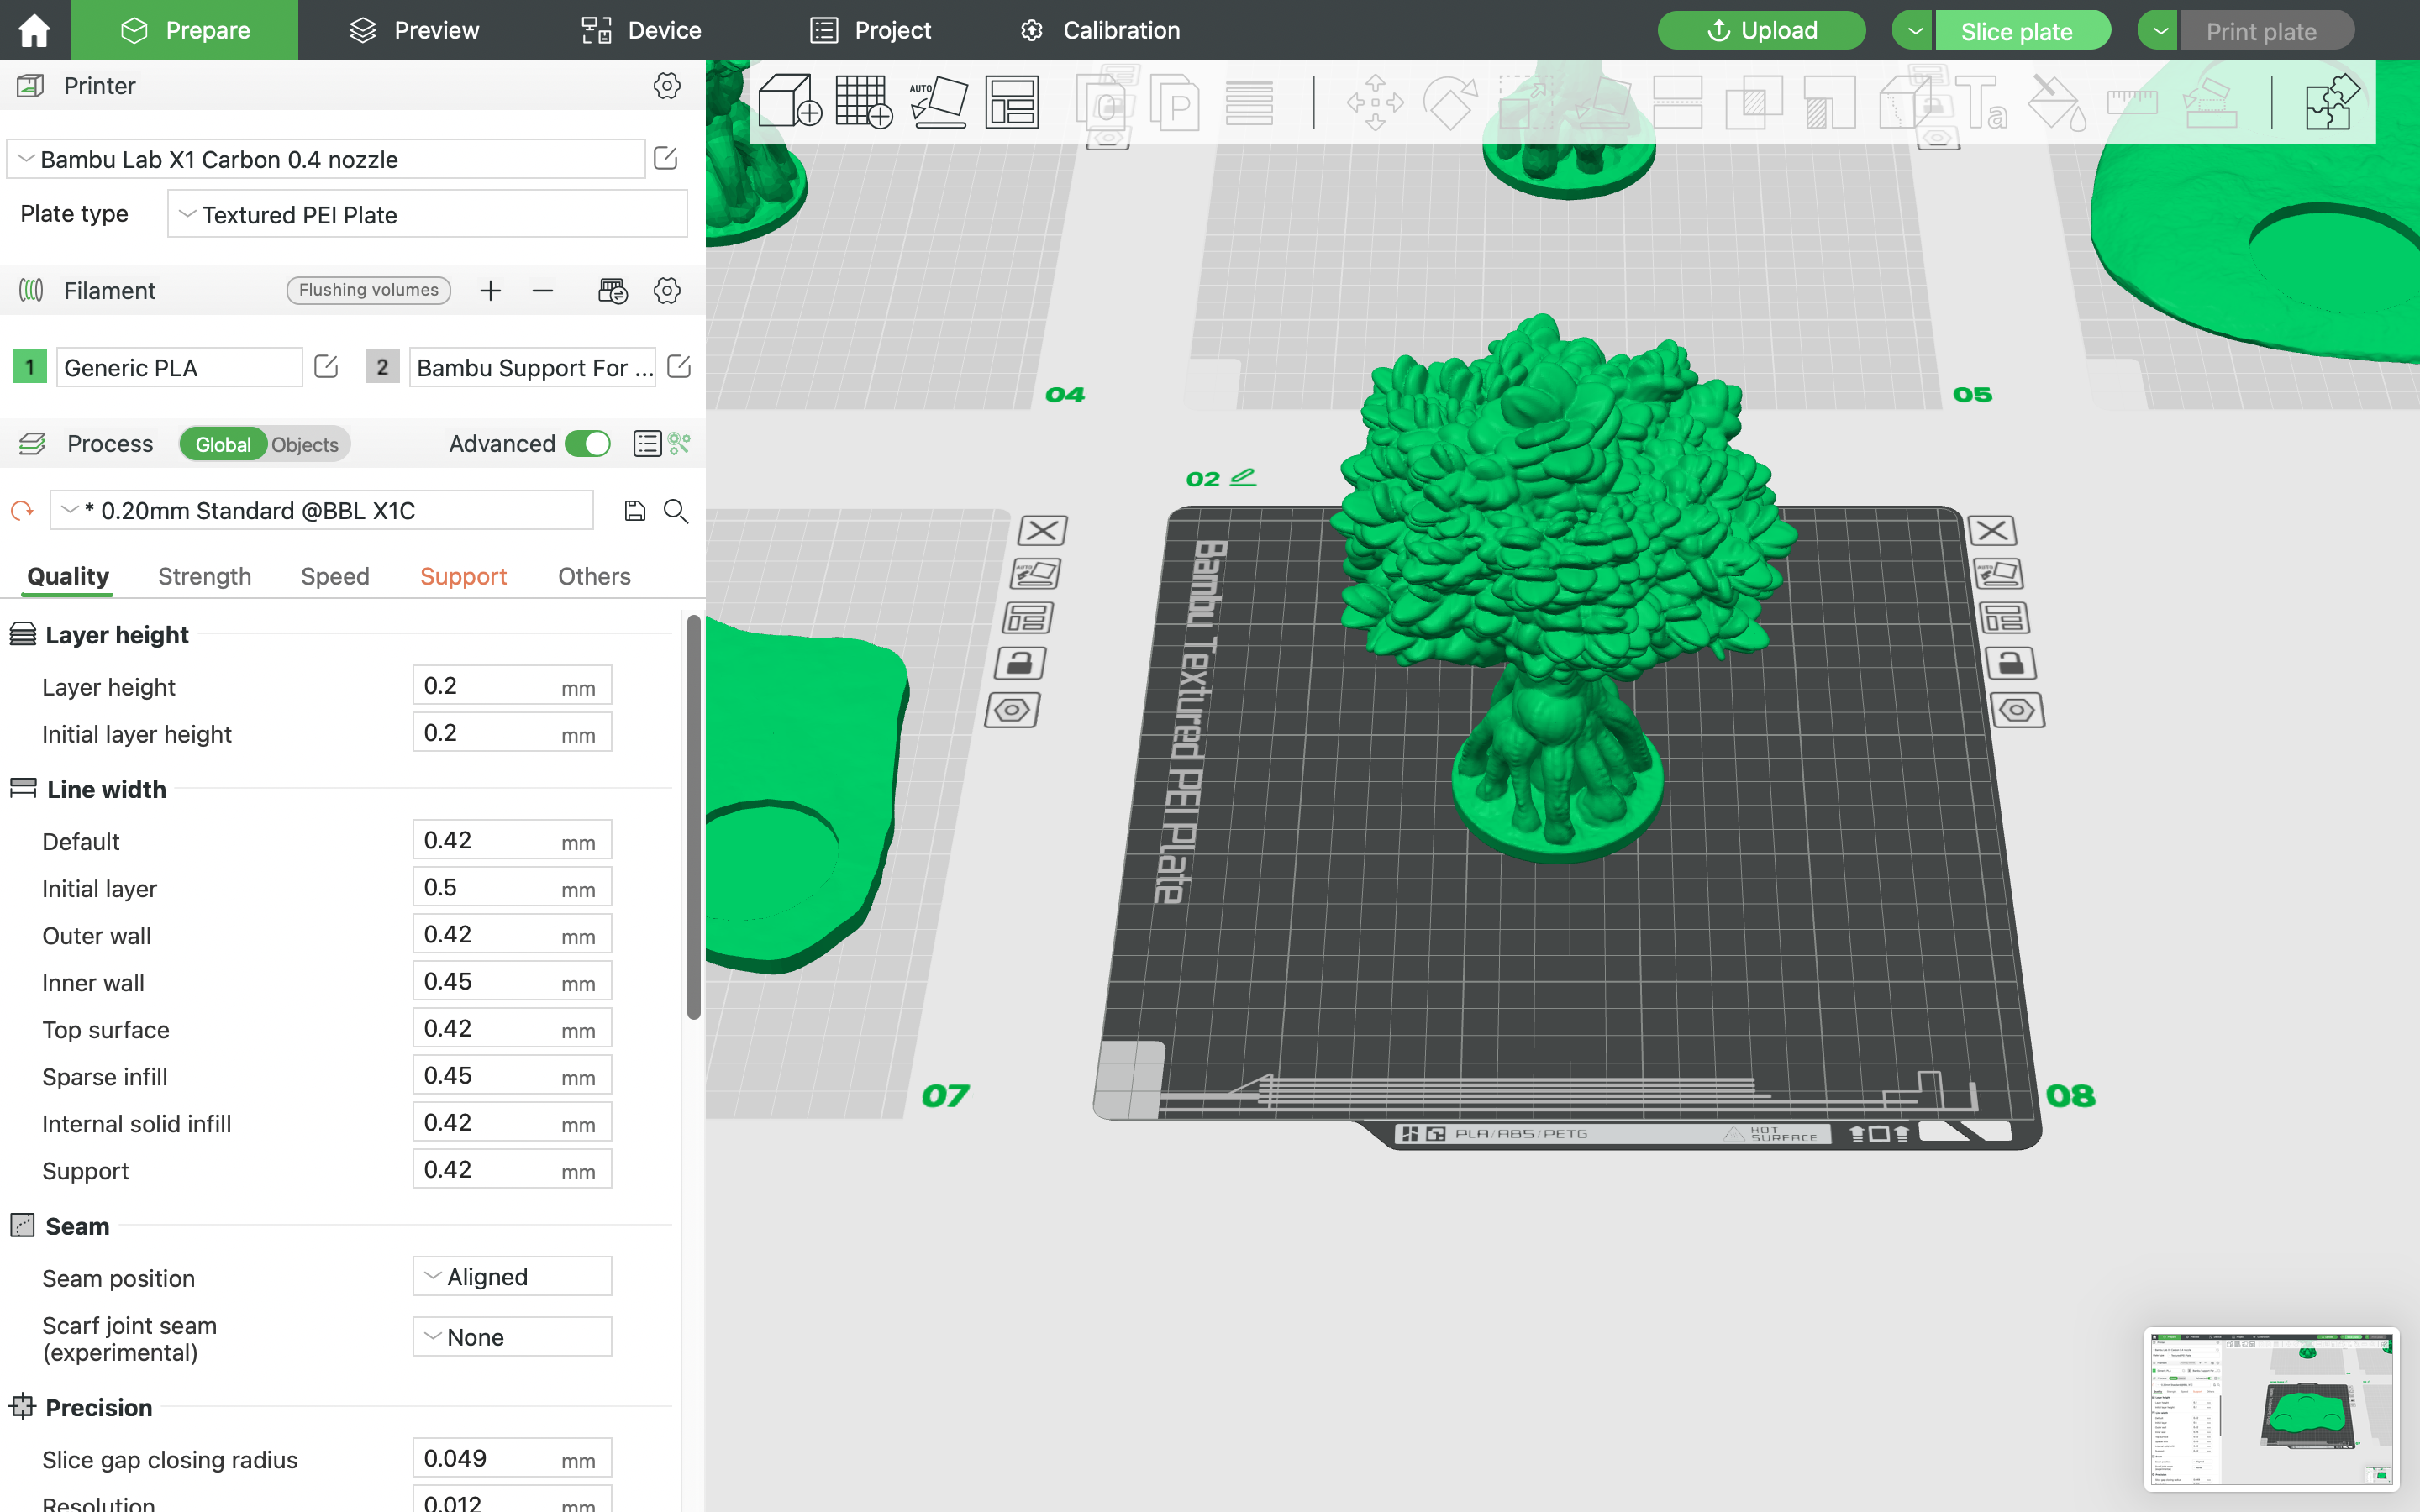 Prepare
Preview
Device
Project
Calibration
Upload
Slice plate
Print plate
Printer
Bambu Lab X1 Carbon 0.4 nozzle
Plate type
Textured PEI Plate
Filament
Flushing volumes
1 Generic PLA
2 Bambu Support For ...
Process
Global
Objects
Advanced
* 0.20mm Standard @BBL X1C
Quality
Strength
Speed
Support
Others
Layer height
Layer height 0.2 mm
Initial layer height 0.2 mm
Line width
Default 0.42 mm
Initial layer 0.5 mm
Outer wall 0.42 mm
Inner wall 0.45 mm
Top surface 0.42 mm
Sparse infill 0.45 mm
Internal solid infill 0.42 mm
Support 0.42 mm
Seam
Seam position Aligned
Scarf joint seam
(experimental) None
Precision
Slice gap closing radius 0.049 mm
Resolution 0.012 mm
AUTO
O
P
Ta
04
05
02
AUTO
AUTO
Bambu Textured PEI Plate
07
08
PLA/ABS/PETG
HOT
SURFACE